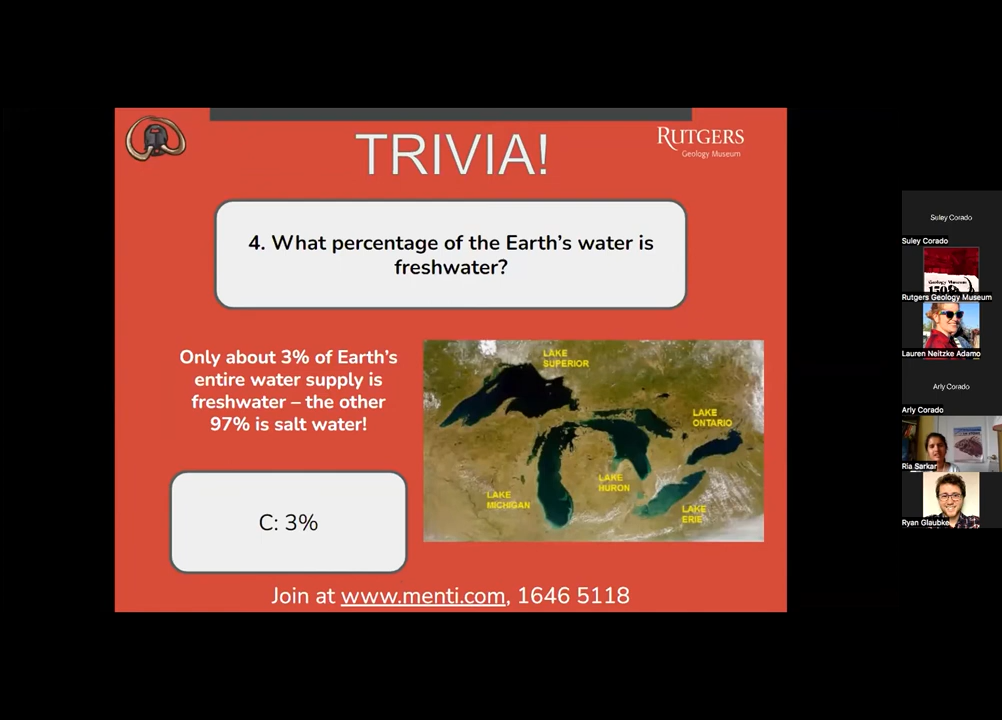 TRIVIA!
RUTGERS
Geology Museum
4. What percentage of the Earth's water is
freshwater?
Only about 3% of Earth's
entire water supply is
freshwater – the other
97% is salt water!
C: 3%
LAKE
SUPERIOR
LAKE
ONTARIO
LAKE
HURON
LAKE
MICHIGAN
LAKE
ERIE
Join at www.menti.com, 1646 5118
Suley Corado
Suley Corado
Geology Museum
Rutgers Geology Museum
Lauren Neitzke Adamo
Arly Corado
Arly Corado
Ria Sarkar
Ryan Glaubke